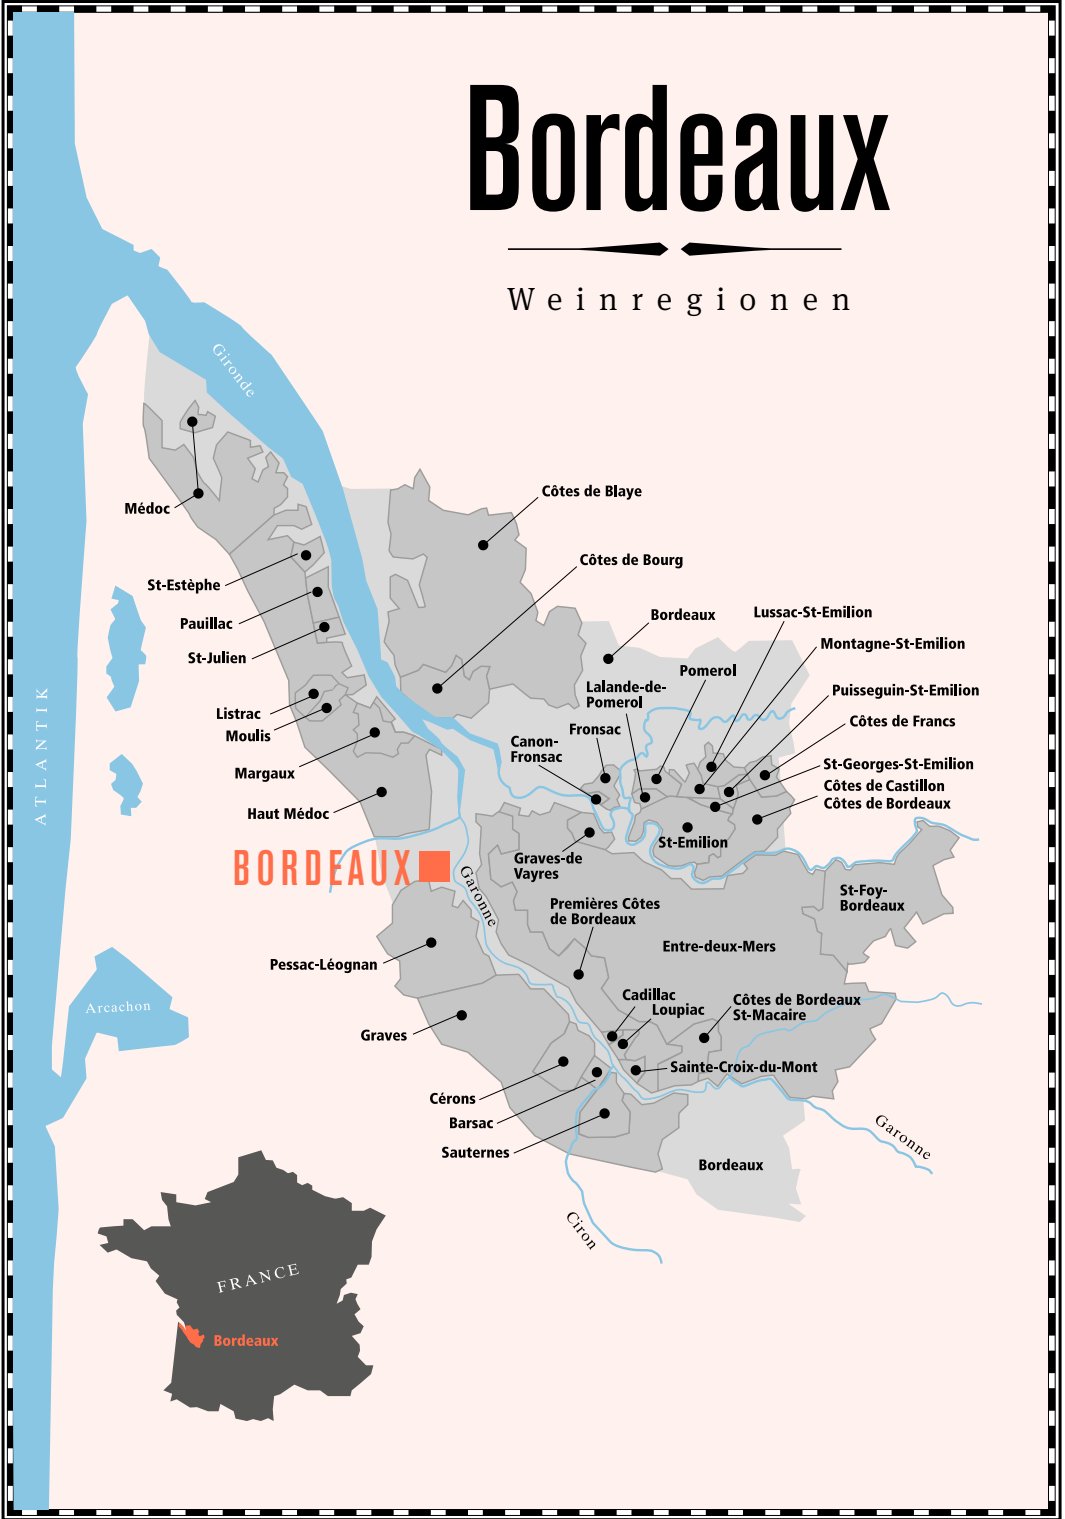 Bordeaux
Weinregionen
Gironde
Médoc
Côtes de Blaye
St-Estèphe
Côtes de Bourg
Pauillac
Bordeaux
Lussac-St-Emilion
St-Julien
Montagne-St-Emilion
Pomerol
Lalande-de-
Pomerol
Puisseguin-St-Emilion
Listrac
Moulis
Fronsac
Côtes de Francs
Canon-
Fronsac
Margaux
St-Georges-St-Emilion
Côtes de Castillon
Côtes de Bordeaux
Haut Médoc
ATLANTIK
St-Emilion
BORDEAUX
Graves-de
Vayres
Garonne
St-Foy-
Bordeaux
Premières Côtes
de Bordeaux
Entre-deux-Mers
Pessac-Léognan
Arcachon
Cadillac
Loupiac
Côtes de Bordeaux
St-Macaire
Graves
Sainte-Croix-du-Mont
Cérons
Barsac
Sauternes
Garonne
Bordeaux
Ciron
FRANCE
Bordeaux